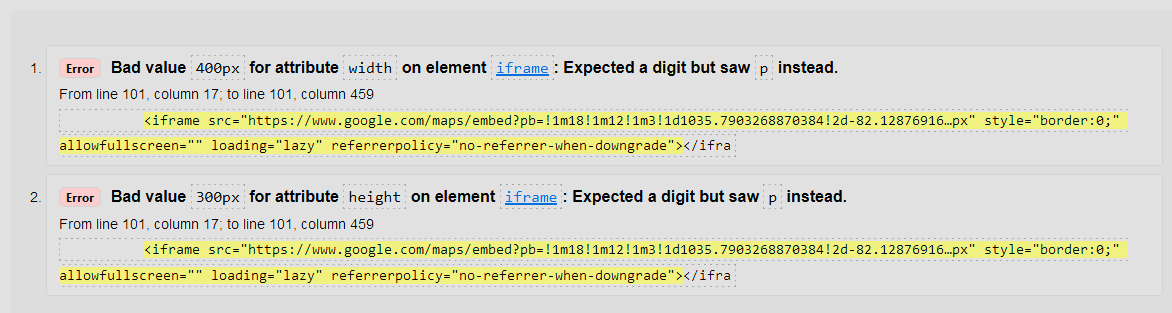 1. Error Bad value 400px for attribute width on element iframe: Expected a digit but saw p instead.
From line 101, column 17; to line 101, column 459
<iframe src="https://www.google.com/maps/embed?pb=!1m18!1m12!1m3!1d1035.7903268870384!2d-82.12876916…px" style="border:0;"
allowfullscreen="" loading="lazy" referrerpolicy="no-referrer-when-downgrade"></ifra
2. Error Bad value 300px for attribute height on element iframe: Expected a digit but saw p instead.
From line 101, column 17; to line 101, column 459
<iframe src="https://www.google.com/maps/embed?pb=!1m18!1m12!1m3!1d1035.7903268870384!2d-82.12876916…px" style="border:0;"
allowfullscreen="" loading="lazy" referrerpolicy="no-referrer-when-downgrade"></ifra